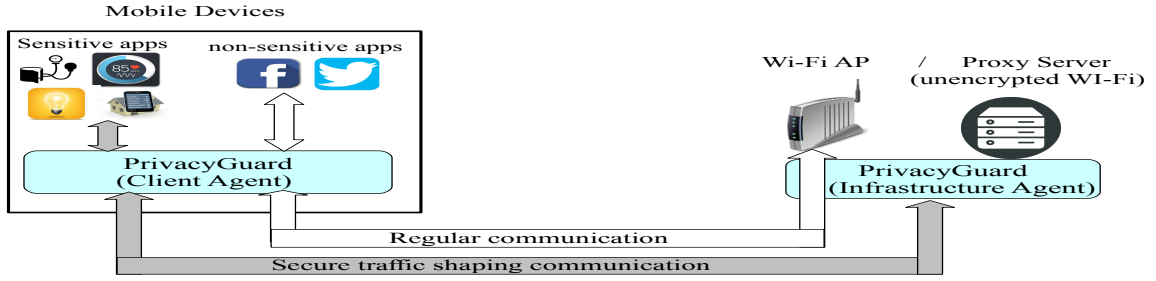 Mobile Devices
Sensitive apps
non-sensitive apps
85
PrivacyGuard
(Client Agent)
Wi-Fi AP / Proxy Server
(unencrypted WI-Fi)
PrivacyGuard
(Infrastructure Agent)
Regular communication
Secure traffic shaping communication